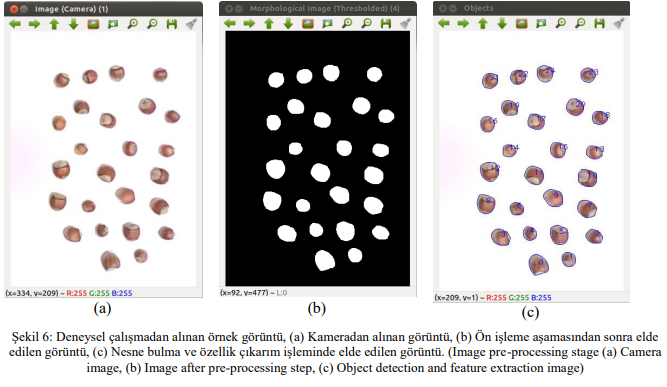 Image (Camera) (1)
Morphological Image (Thresholded) (4)
Objects
(x=334, y=209) ~ R:255 G:255 B:255
(x=92, y=477) ~ L:0
(x=209, y=1) ~ R:255 G:255 B:255
(a)
(b)
(c)
Şekil 6: Deneysel çalışmadan alınan örnek görüntü, (a) Kameradan alınan görüntü, (b) Ön işleme aşamasından sonra elde
edilen görüntü, (c) Nesne bulma ve özellik çıkarım işleminde elde edilen görüntü. (Image pre-processing stage (a) Camera
image, (b) Image after pre-processing step, (c) Object detection and feature extraction image)